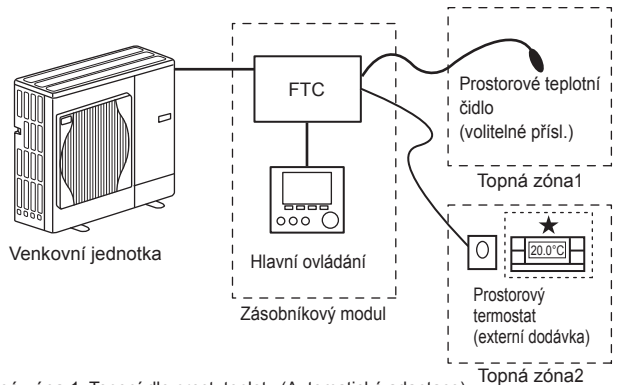 FTC
Prostorové teplotní
čidlo
(volitelné přísl.)
Topná zóna1
20.0°C
Venkovní jednotka
Hlavní ovládání
Prostorový
termostat
(externí dodávka)
Zásobníkový modul
Topná zóna2